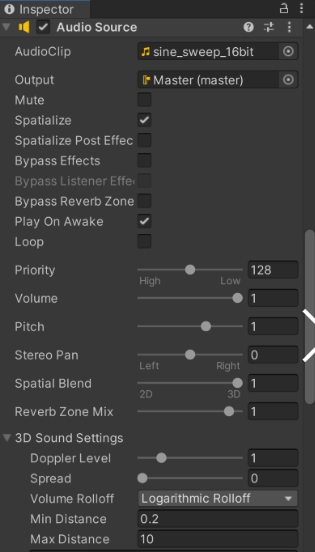 Inspector
Audio Source
AudioClip sine_sweep_16bit
Output Master (master)
Mute
Spatialize
Spatialize Post Effec
Bypass Effects
Bypass Listener Effe
Bypass Reverb Zone
Play On Awake
Loop
Priority 128
High Low
Volume 1
Pitch 1
Stereo Pan 0
Left Right
Spatial Blend 1
2D 3D
Reverb Zone Mix 1
3D Sound Settings
Doppler Level 1
Spread 0
Volume Rolloff Logarithmic Rolloff
Min Distance 0.2
Max Distance 10